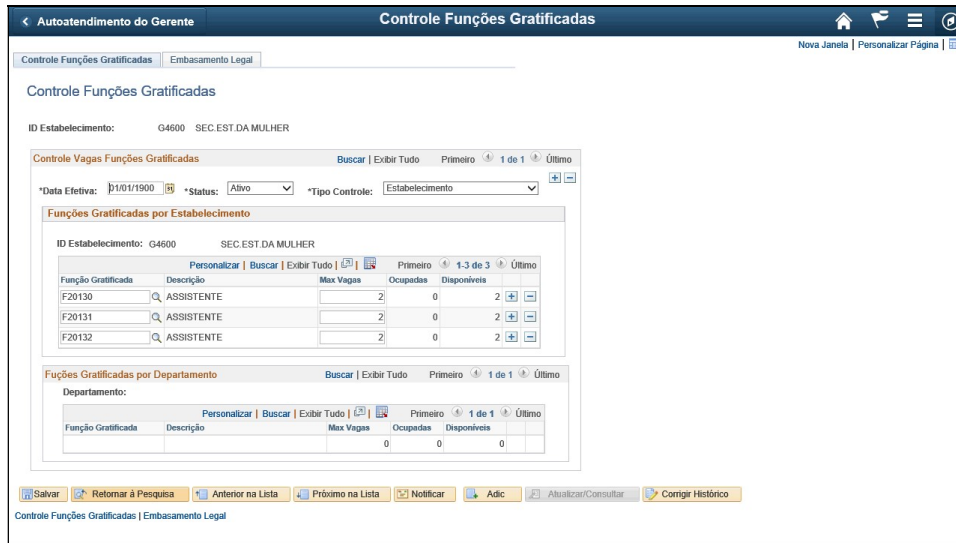 Autoatendimento do Gerente
Controle Funções Gratificadas
Nova Janela | Personalizar Página |
Controle Funções Gratificadas Embasamento Legal
Controle Funções Gratificadas
ID Estabelecimento: G4600 SEC.EST.DA MULHER
Controle Vagas Funções Gratificadas Buscar | Exibir Tudo Primeiro 1 de 1 Último
*Data Efetiva: 01/01/1900 *Status: Ativo *Tipo Controle: Estabelecimento
Funções Gratificadas por Estabelecimento
ID Estabelecimento: G4600 SEC.EST.DA MULHER
Personalizar | Buscar | Exibir Tudo | | Primeiro 1-3 de 3 Último
Função Gratificada Descrição Max Vagas Ocupadas Disponíveis
F20130 ASSISTENTE 2 0 2
F20131 ASSISTENTE 2 0 2
F20132 ASSISTENTE 2 0 2
Fuções Gratificadas por Departamento Buscar | Exibir Tudo Primeiro 1 de 1 Último
Departamento:
Personalizar | Buscar | Exibir Tudo | | Primeiro 1 de 1 Último
Função Gratificada Descrição Max Vagas Ocupadas Disponíveis
0 0 0
Salvar Retornar à Pesquisa Anterior na Lista Próximo na Lista Notificar Adic Atualizar/Consultar Corrigir Histórico
Controle Funções Gratificadas | Embasamento Legal